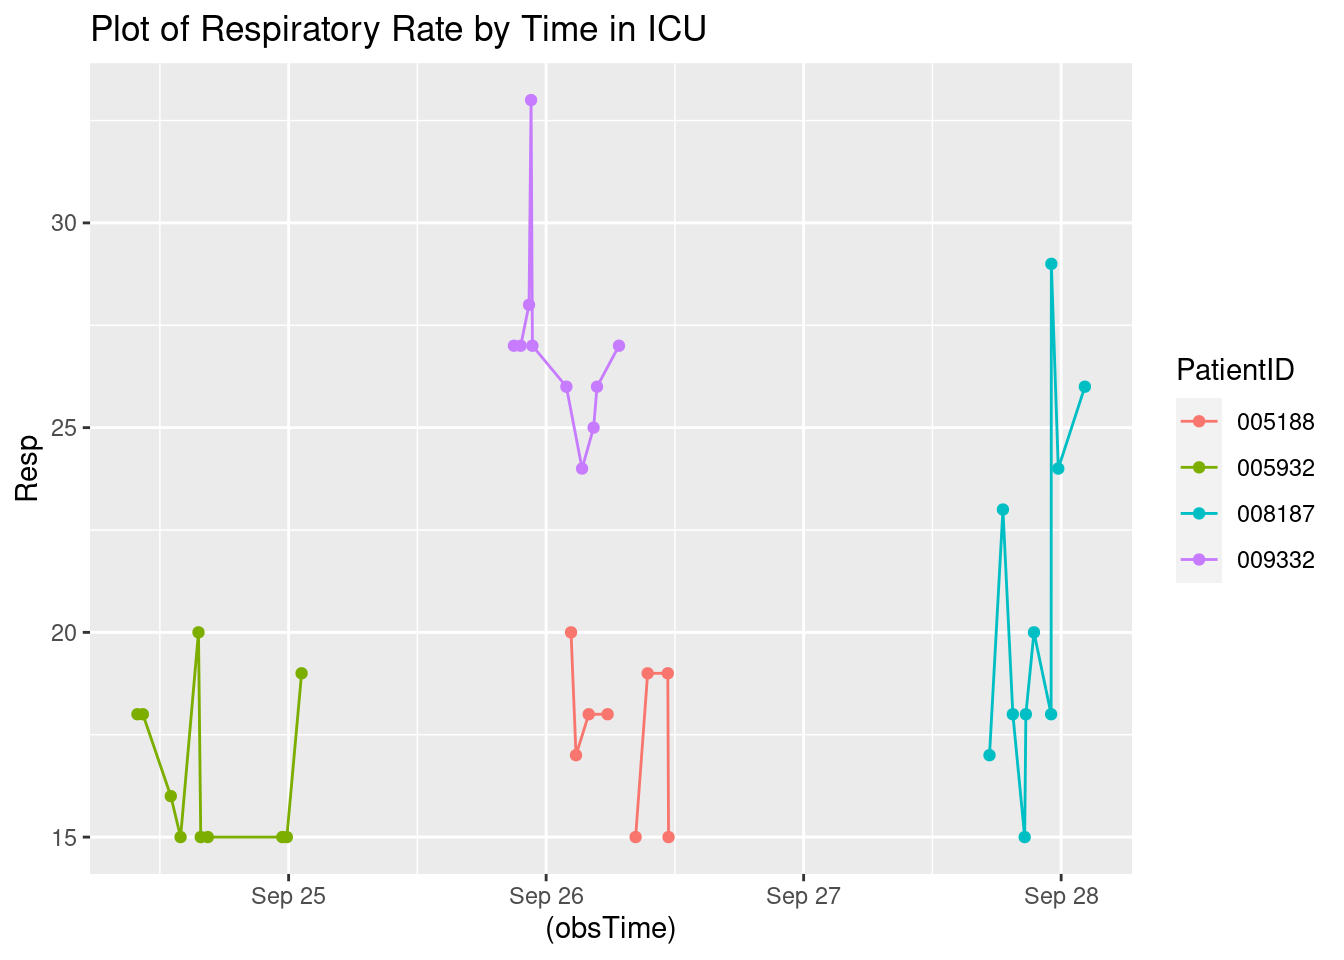 Plot of Respiratory Rate by Time in ICU
Resp
30
25
20
15
Sep 25 Sep 26 Sep 27 Sep 28
(obsTime)
PatientID
005188
005932
008187
009332